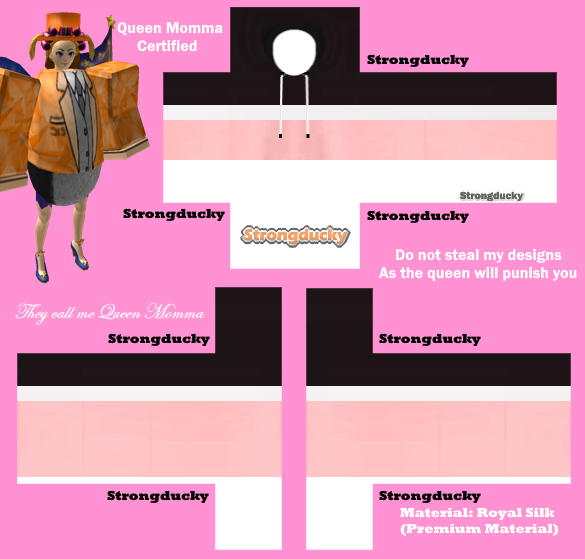 Queen Momma
Certified
Strongducky
Strongducky
Strongducky
Strongducky
Strongducky
Do not steal my designs
As the queen will punish you
They call me Queen Momma
Strongducky
Strongducky
Strongducky
Strongducky
Material: Royal Silk
(Premium Material)